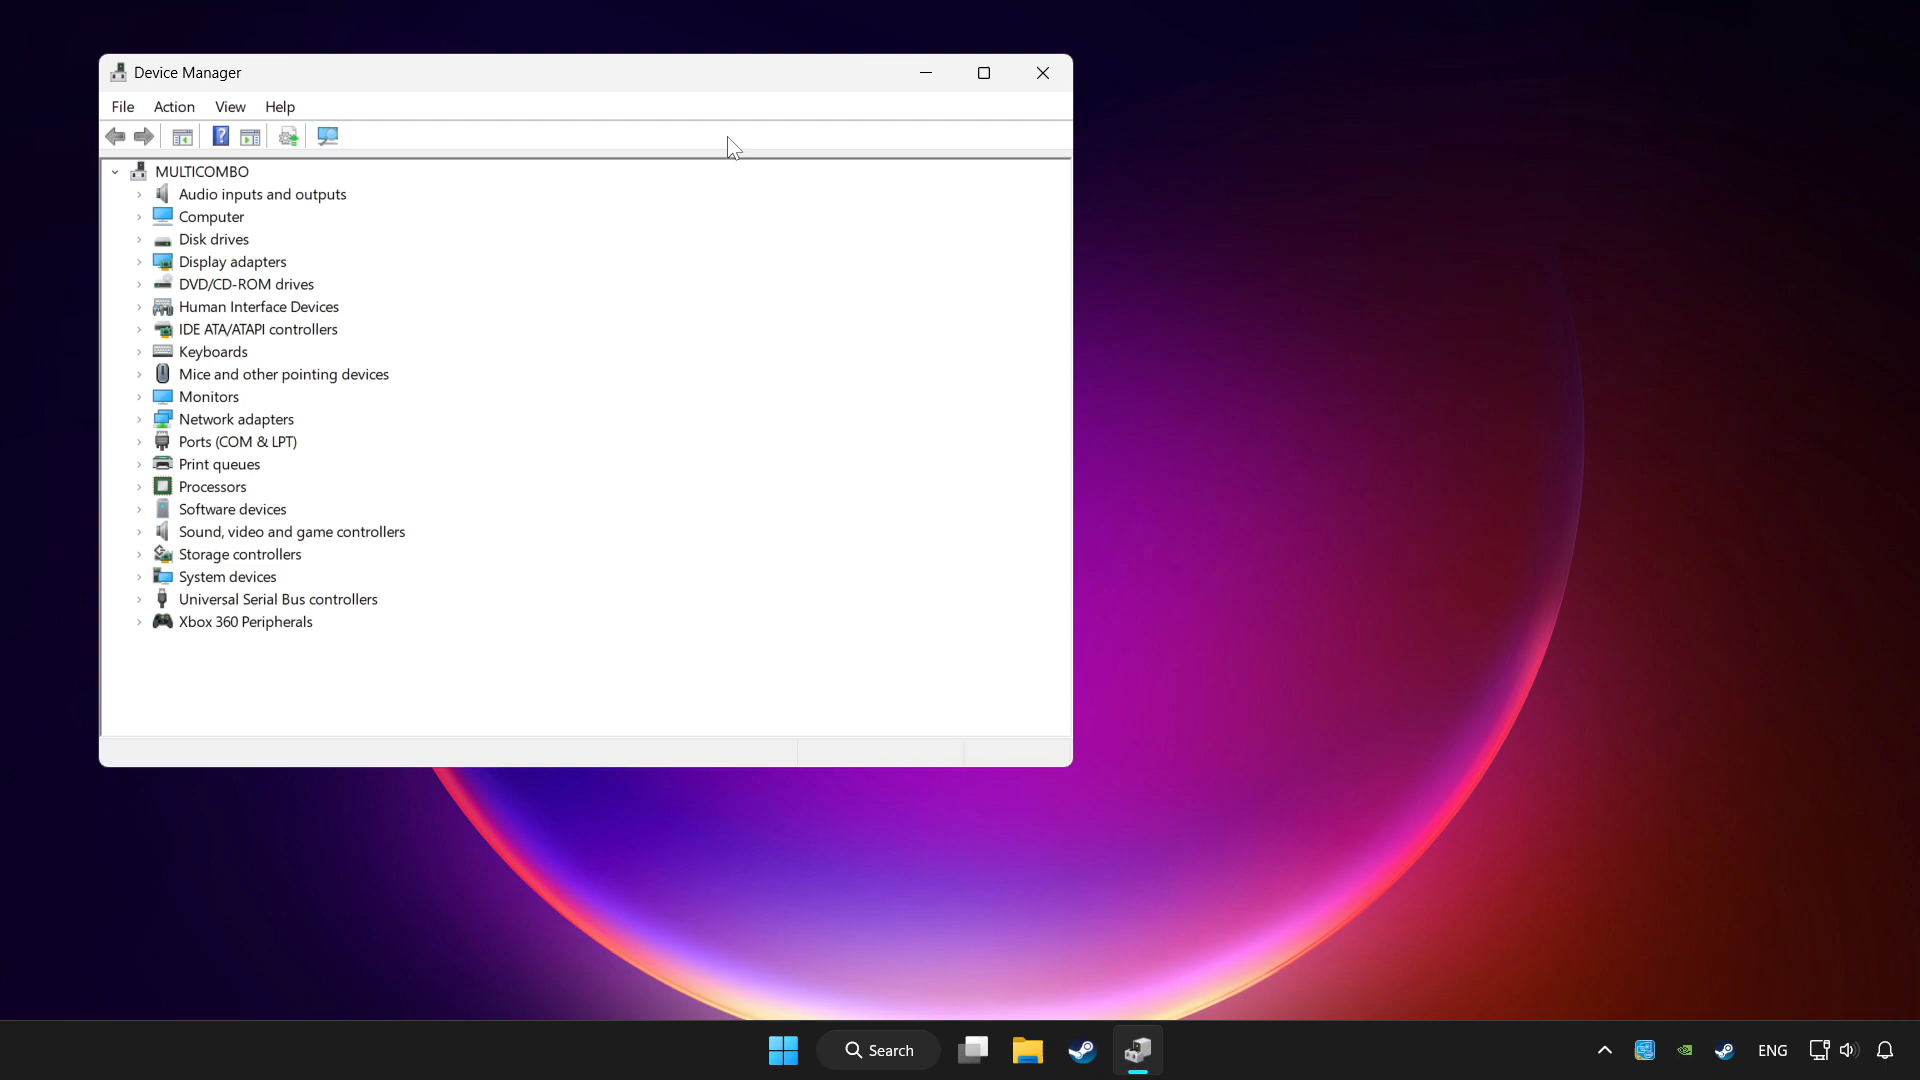 Device Manager
File Action View Help
?
MULTICOMBO
Audio inputs and outputs
Computer
Disk drives
Display adapters
DVD/CD-ROM drives
Human Interface Devices
IDE ATA/ATAPI controllers
Keyboards
Mice and other pointing devices
Monitors
Network adapters
Ports (COM & LPT)
Print queues
Processors
Software devices
Sound, video and game controllers
Storage controllers
System devices
Universal Serial Bus controllers
Xbox 360 Peripherals
Search
ENG